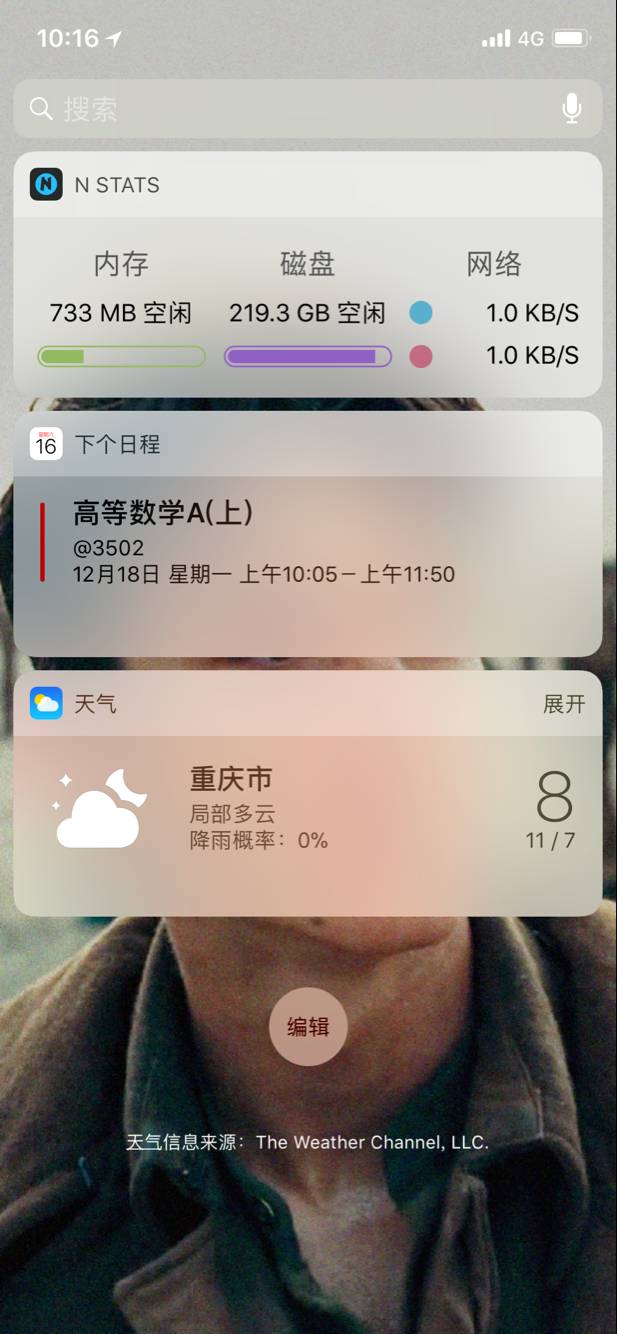 10:16 4G
搜索
N STATS
内存 磁盘 网络
733 MB 空闲 219.3 GB 空闲 1.0 KB/S
1.0 KB/S
星期六
16 下个日程
高等数学A(上)
@3502
12月18日 星期一 上午10:05－上午11:50
天气 展开
重庆市 8
局部多云
降雨概率：0% 11 / 7
编辑
天气信息来源：The Weather Channel, LLC.